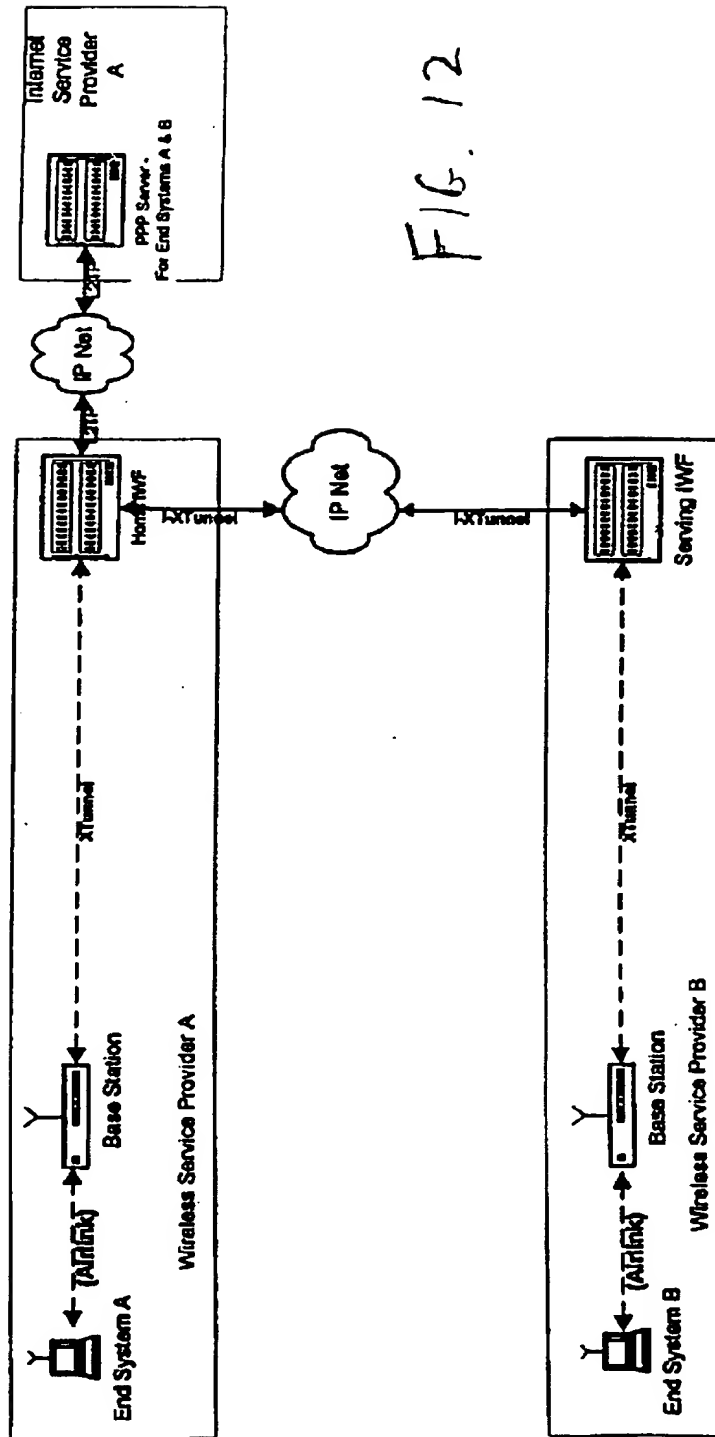 Internet
Service
Provider
A
PPP Server -
For End Systems A & B
L2TP
IP Net
L2TP
Home IWF
XTunnel
Base Station
(Airlink)
End System A
Wireless Service Provider A
I-XTunnel
IP Net
I-XTunnel
Serving IWF
XTunnel
Base Station
(Airlink)
End System B
Wireless Service Provider B
FIG. 12